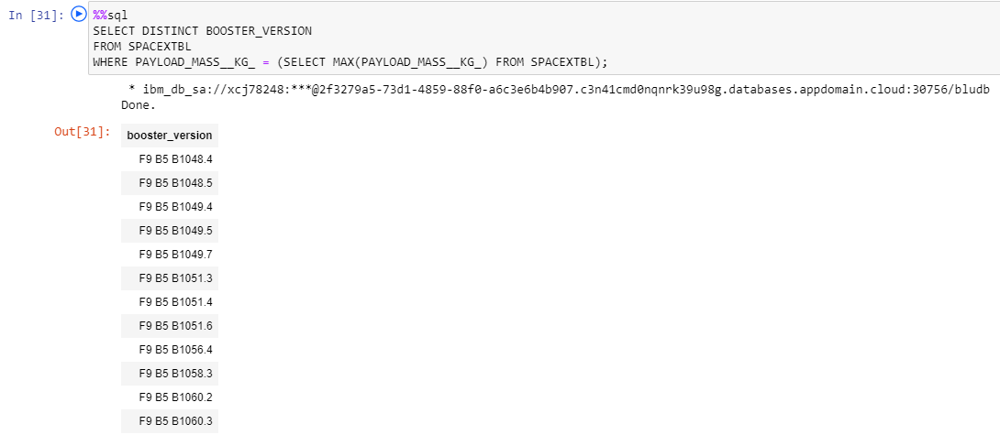 In [31]:
%%sql
SELECT DISTINCT BOOSTER_VERSION
FROM SPACEXTBL
WHERE PAYLOAD_MASS__KG_ = (SELECT MAX(PAYLOAD_MASS__KG_) FROM SPACEXTBL);
* ibm_db_sa://xcj78248:***@2f3279a5-73d1-4859-88f0-a6c3e6b4b907.c3n41cmd0nqnrk39u98g.databases.appdomain.cloud:30756/bludb
Done.
Out[31]:
booster_version
F9 B5 B1048.4
F9 B5 B1048.5
F9 B5 B1049.4
F9 B5 B1049.5
F9 B5 B1049.7
F9 B5 B1051.3
F9 B5 B1051.4
F9 B5 B1051.6
F9 B5 B1056.4
F9 B5 B1058.3
F9 B5 B1060.2
F9 B5 B1060.3